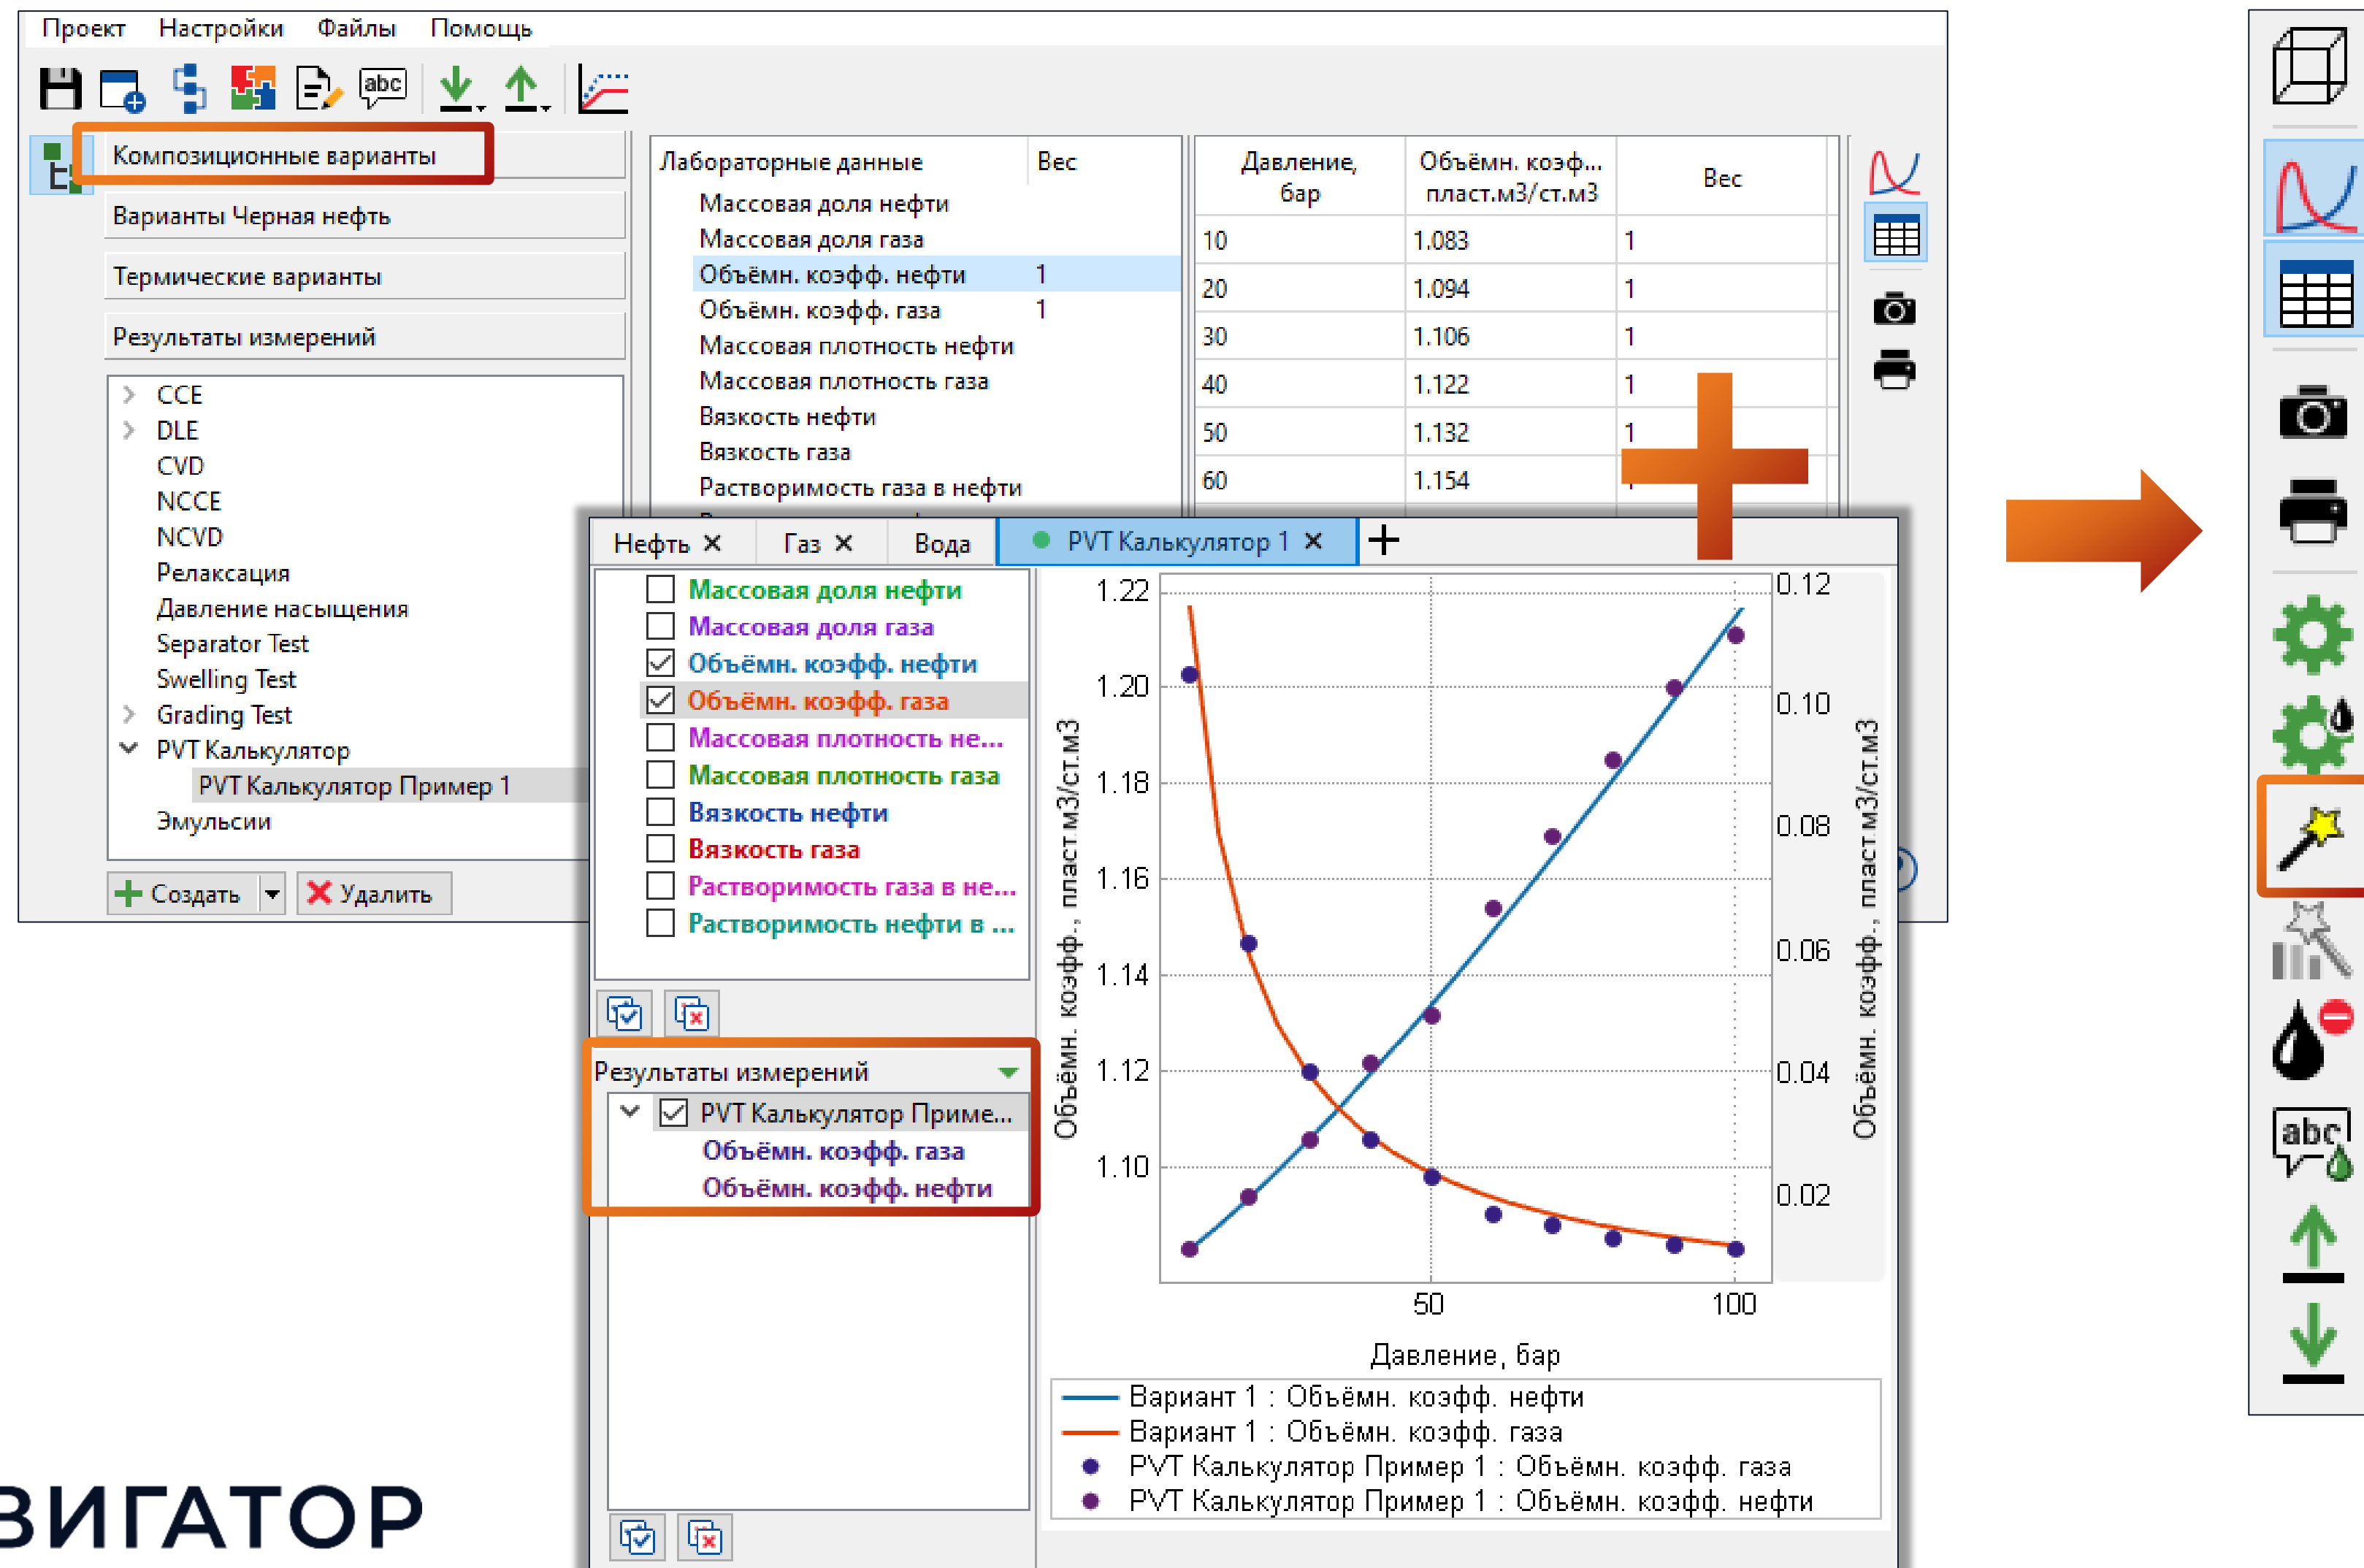 Проект Настройки Файлы Помощь
abc
Композиционные варианты
Варианты Черная нефть
Термические варианты
Результаты измерений
CCE
DLE
CVD
NCCE
NCVD
Релаксация
Давление насыщения
Separator Test
Swelling Test
Grading Test
PVT Калькулятор
PVT Калькулятор Пример 1
Эмульсии
Создать
Удалить
Лабораторные данные Вес
Массовая доля нефти
Массовая доля газа
Объёмн. коэфф. нефти 1
Объёмн. коэфф. газа 1
Массовая плотность нефти
Массовая плотность газа
Вязкость нефти
Вязкость газа
Растворимость газа в нефти
Давление, бар Объёмн. коэф... пласт.м3/ст.м3 Вес
10 1.083 1
20 1.094 1
30 1.106 1
40 1.122 1
50 1.132 1
60 1.154
Нефть Газ Вода PVT Калькулятор 1
Массовая доля нефти
Массовая доля газа
Объёмн. коэфф. нефти
Объёмн. коэфф. газа
Массовая плотность не...
Массовая плотность газа
Вязкость нефти
Вязкость газа
Растворимость газа в не...
Растворимость нефти в ...
Результаты измерений
PVT Калькулятор Приме...
Объёмн. коэфф. газа
Объёмн. коэфф. нефти
Объёмн. коэфф., пласт.м3/ст.м3
1.22
1.20
1.18
1.16
1.14
1.12
1.10
0.12
0.10
0.08
0.06
0.04
0.02
Объёмн. коэфф., пласт.м3/ст.м3
50 100
Давление, бар
Вариант 1 : Объёмн. коэфф. нефти
Вариант 1 : Объёмн. коэфф. газа
PVT Калькулятор Пример 1 : Объёмн. коэфф. газа
PVT Калькулятор Пример 1 : Объёмн. коэфф. нефти
abc
ВИГАТОР